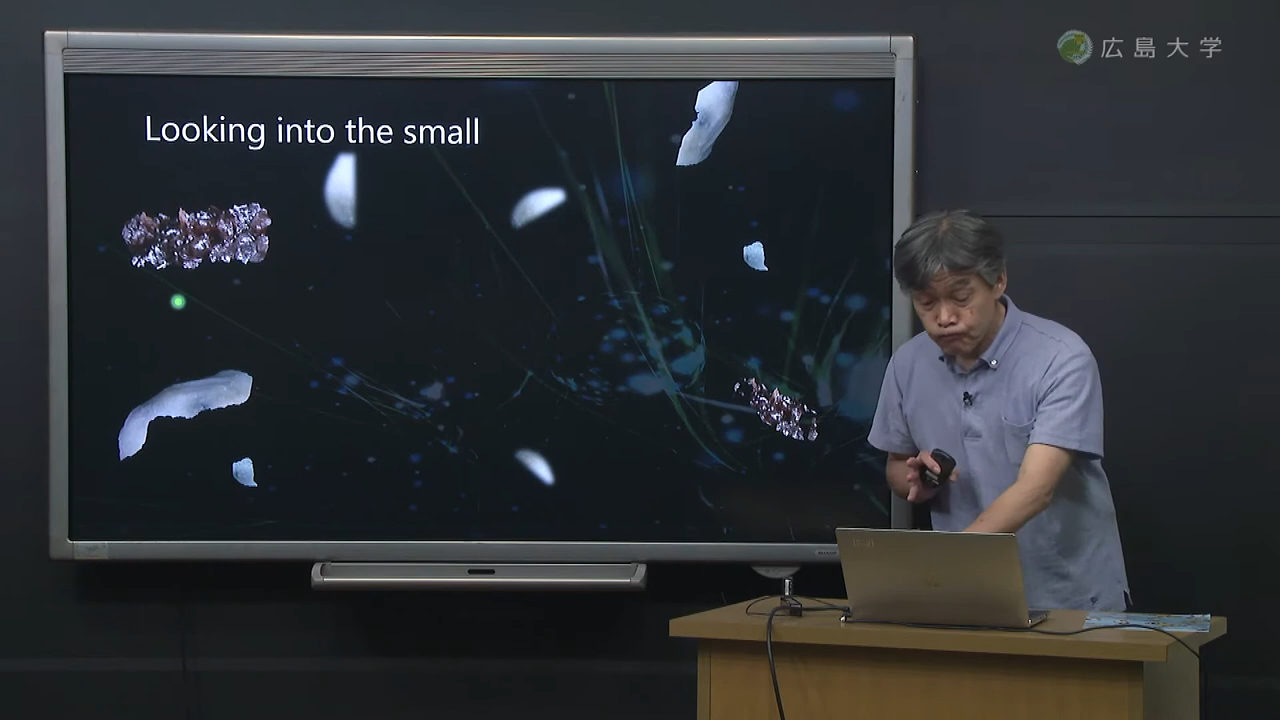 広島大学
Looking into the small